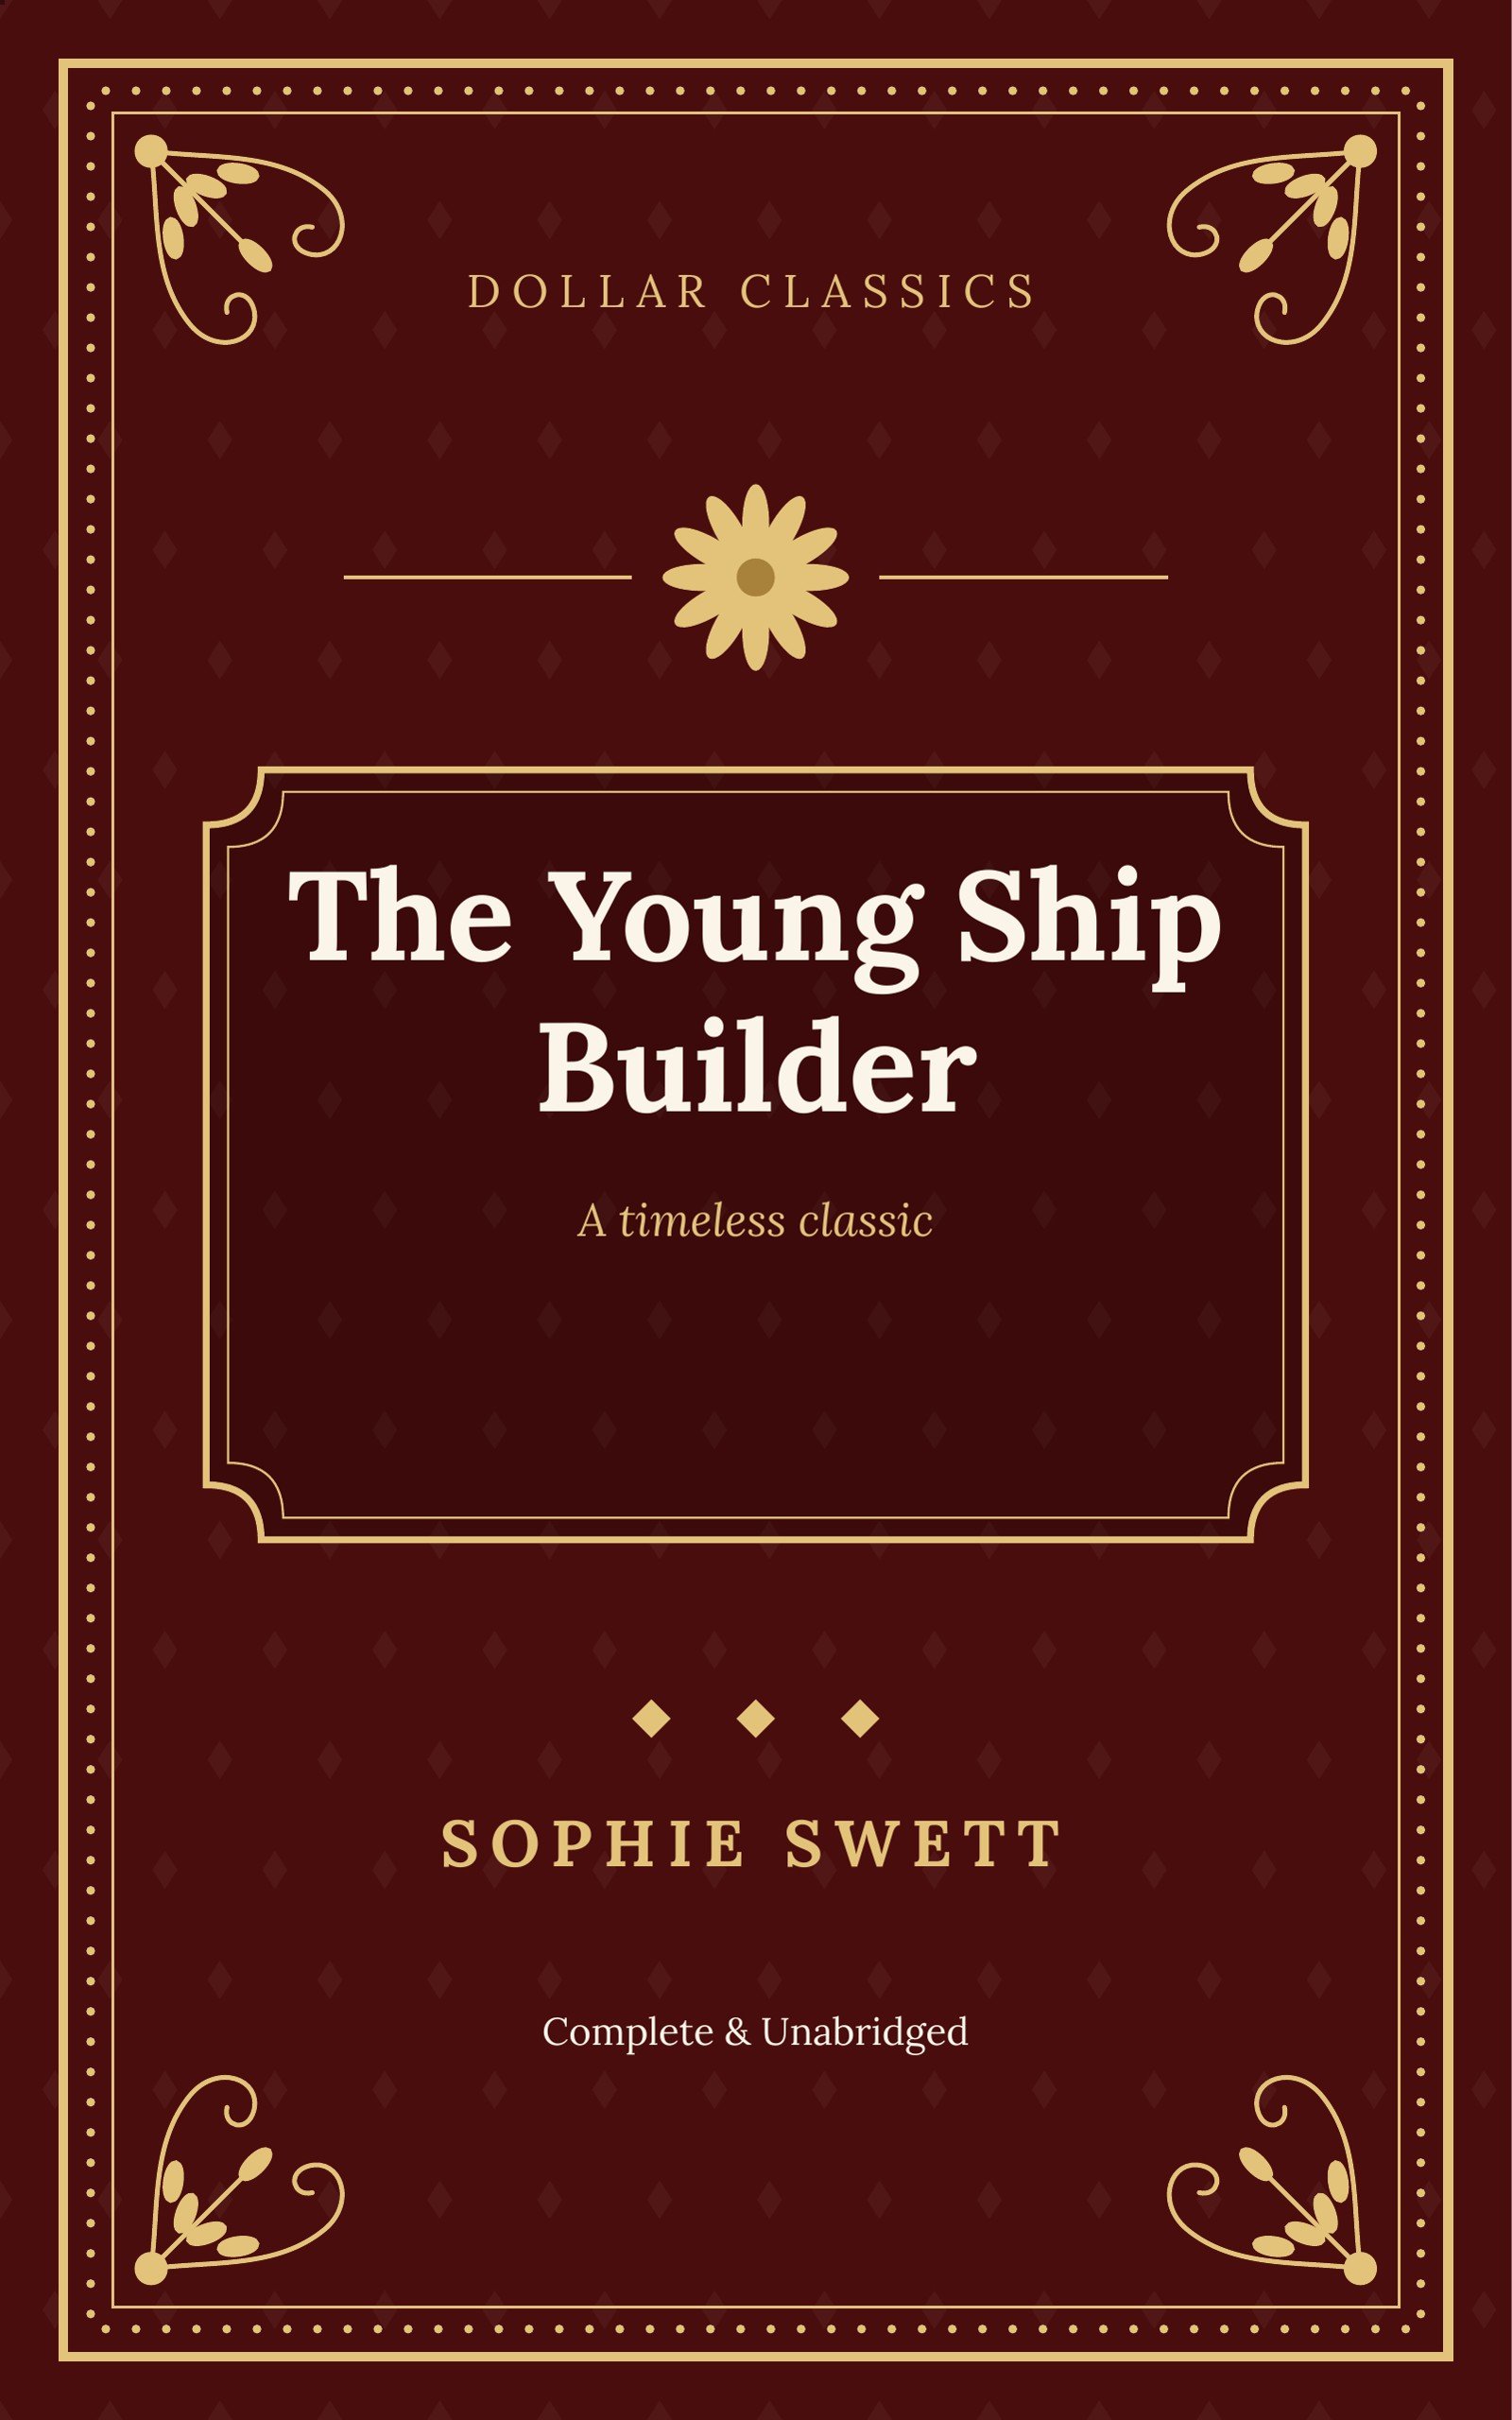 DOLLAR CLASSICS
The Young Ship
Builder
A timeless classic
SOPHIE SWETT
Complete & Unabridged